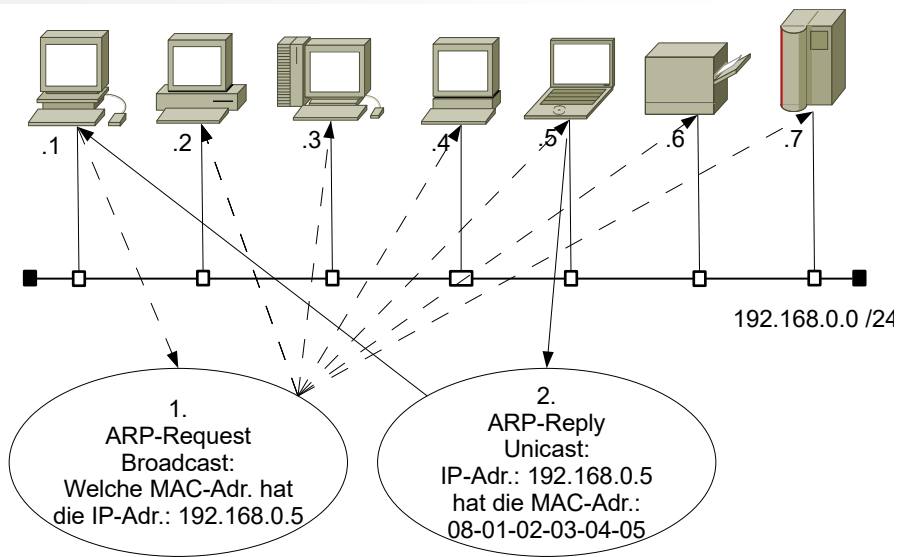 .1
.2
.3
.4
.5
.6
.7
192.168.0.0 /24
1.
ARP-Request
Broadcast:
Welche MAC-Adr. hat
die IP-Adr.: 192.168.0.5
2.
ARP-Reply
Unicast:
IP-Adr.: 192.168.0.5
hat die MAC-Adr.:
08-01-02-03-04-05